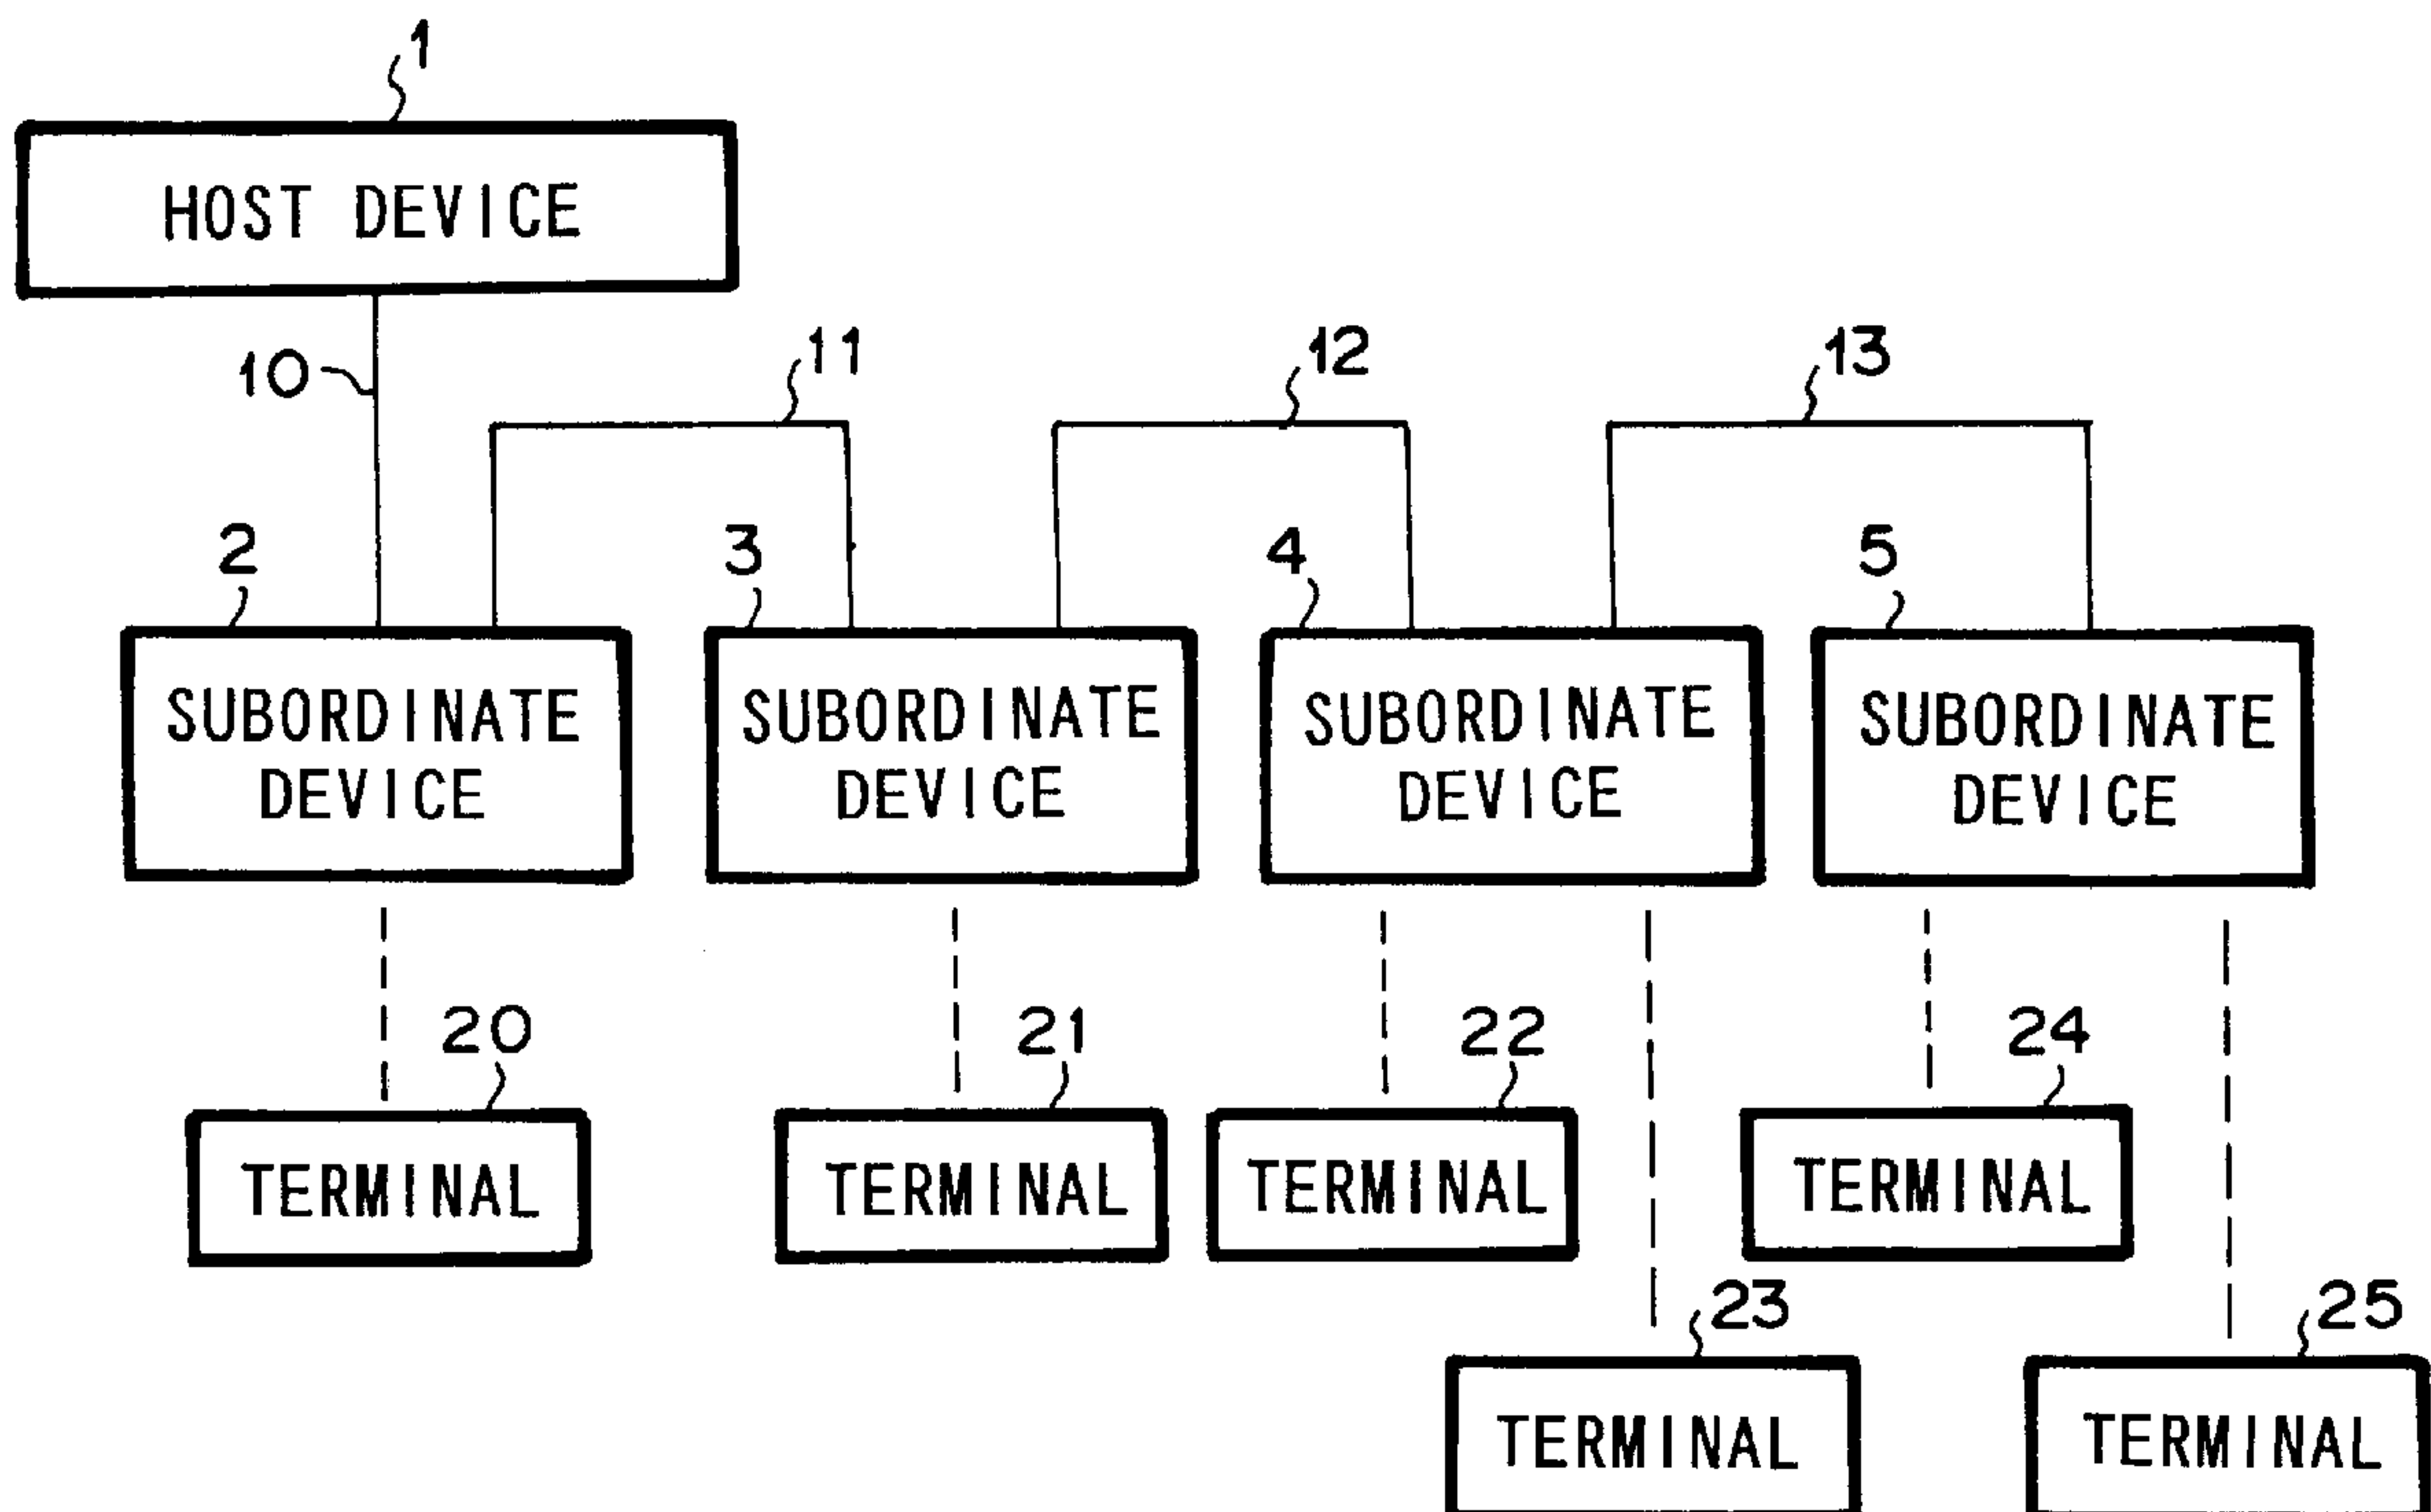 1
HOST DEVICE
10
11
12
13
2
3
4
5
SUBORDINATE
DEVICE
SUBORDINATE
DEVICE
SUBORDINATE
DEVICE
SUBORDINATE
DEVICE
20
21
22
24
TERMINAL
TERMINAL
TERMINAL
TERMINAL
23
25
TERMINAL
TERMINAL